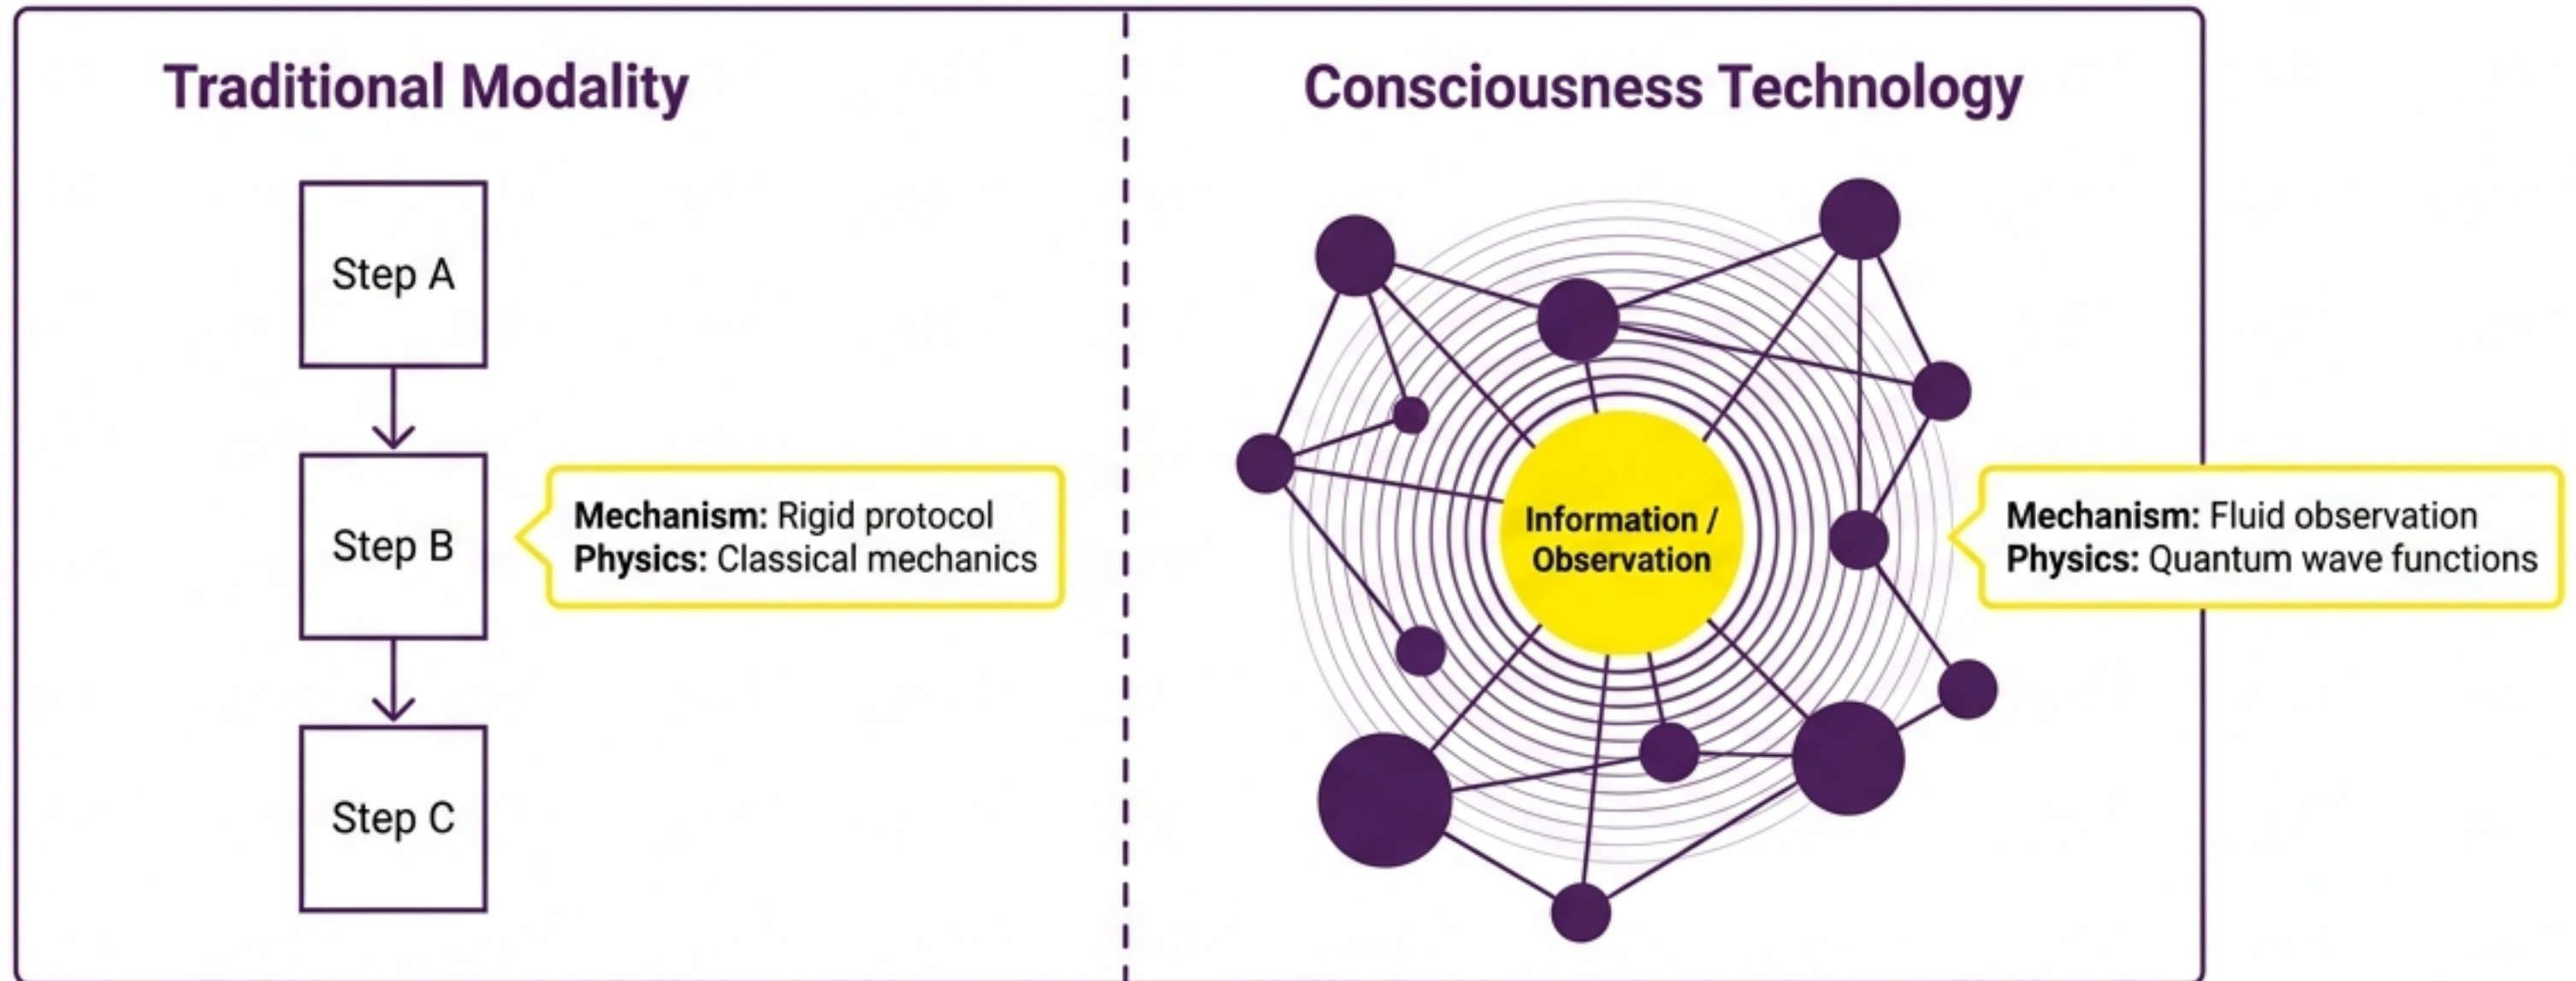 Traditional Modality
Step A
Step B
Step C
Mechanism: Rigid protocol
Physics: Classical mechanics
Consciousness Technology
Information /
Observation
Mechanism: Fluid observation
Physics: Quantum wave functions